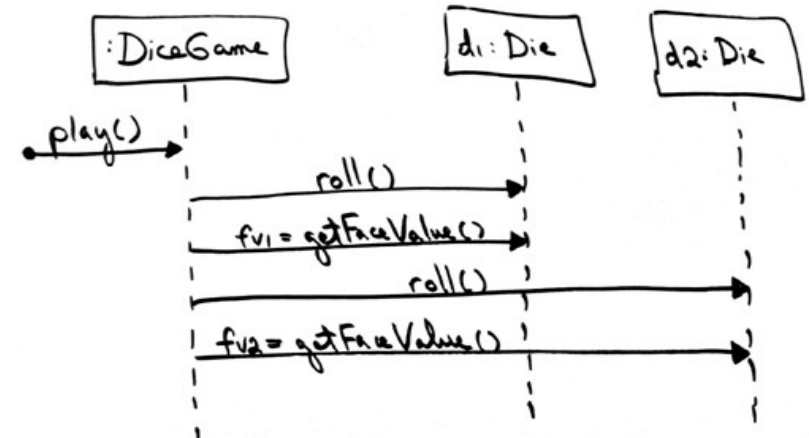 :DiceGame
d1: Die
d2: Die
play()
roll()
fv1 = getFaceValue()
roll()
fv2 = getFaceValue()